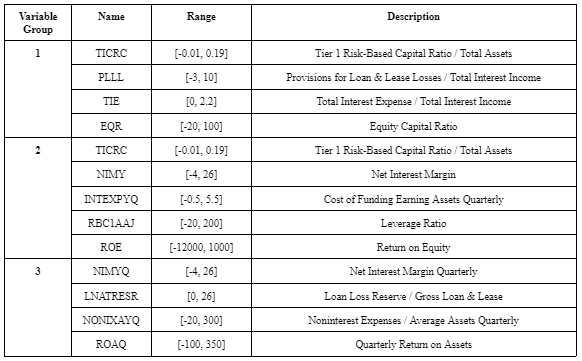 Variable Group Name Range Description
1 TICRC [-0.01, 0.19] Tier 1 Risk-Based Capital Ratio / Total Assets
PLLL [-3, 10] Provisions for Loan & Lease Losses / Total Interest Income
TIE [0, 2.2] Total Interest Expense / Total Interest Income
EQR [-20, 100] Equity Capital Ratio
2 TICRC [-0.01, 0.19] Tier 1 Risk-Based Capital Ratio / Total Assets
NIMY [-4, 26] Net Interest Margin
INTEXPYQ [-0.5, 5.5] Cost of Funding Earning Assets Quarterly
RBC1AAJ [-20, 200] Leverage Ratio
ROE [-12000, 1000] Return on Equity
3 NIMYQ [-4, 26] Net Interest Margin Quarterly
LNATRESR [0, 26] Loan Loss Reserve / Gross Loan & Lease
NONIXAYQ [-20, 300] Noninterest Expenses / Average Assets Quarterly
ROAQ [-100, 350] Quarterly Return on Assets